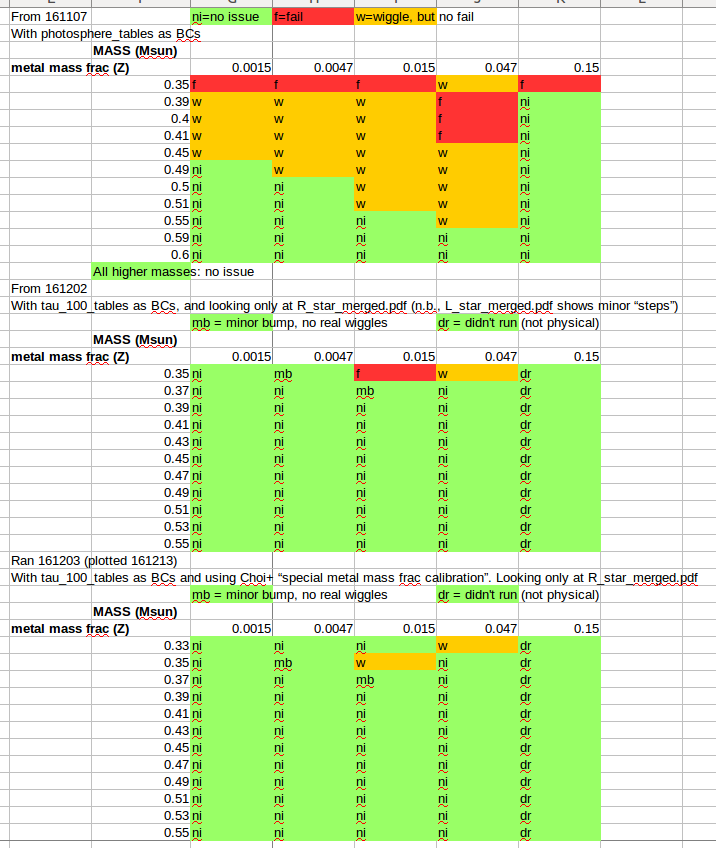 From 161107 ni=no issue f=fail w=wiggle, but no fail
With photosphere_tables as BCs
MASS (Msun)
metal mass frac (Z) 0.0015 0.0047 0.015 0.047 0.15
0.35 f f f w f
0.39 w w w f ni
0.4 w w w f ni
0.41 w w w f ni
0.45 w w w w ni
0.49 ni w w w ni
0.5 ni ni w w ni
0.51 ni ni w w ni
0.55 ni ni ni w ni
0.59 ni ni ni ni ni
0.6 ni ni ni ni ni
All higher masses: no issue
From 161202
With tau_100_tables as BCs, and looking only at R_star_merged.pdf (n.b., L_star_merged.pdf shows minor “steps”)
mb = minor bump, no real wiggles dr = didn't run (not physical)
MASS (Msun)
metal mass frac (Z) 0.0015 0.0047 0.015 0.047 0.15
0.35 ni mb f w dr
0.37 ni ni mb ni dr
0.39 ni ni ni ni dr
0.41 ni ni ni ni dr
0.43 ni ni ni ni dr
0.45 ni ni ni ni dr
0.47 ni ni ni ni dr
0.49 ni ni ni ni dr
0.51 ni ni ni ni dr
0.53 ni ni ni ni dr
0.55 ni ni ni ni dr
Ran 161203 (plotted 161213)
With tau_100_tables as BCs and using Choi+ “special metal mass frac calibration”. Looking only at R_star_merged.pdf
mb = minor bump, no real wiggles dr = didn't run (not physical)
MASS (Msun)
metal mass frac (Z) 0.0015 0.0047 0.015 0.047 0.15
0.33 ni ni ni w dr
0.35 ni mb w ni dr
0.37 ni ni mb ni dr
0.39 ni ni ni ni dr
0.41 ni ni ni ni dr
0.43 ni ni ni ni dr
0.45 ni ni ni ni dr
0.47 ni ni ni ni dr
0.49 ni ni ni ni dr
0.51 ni ni ni ni dr
0.53 ni ni ni ni dr
0.55 ni ni ni ni dr